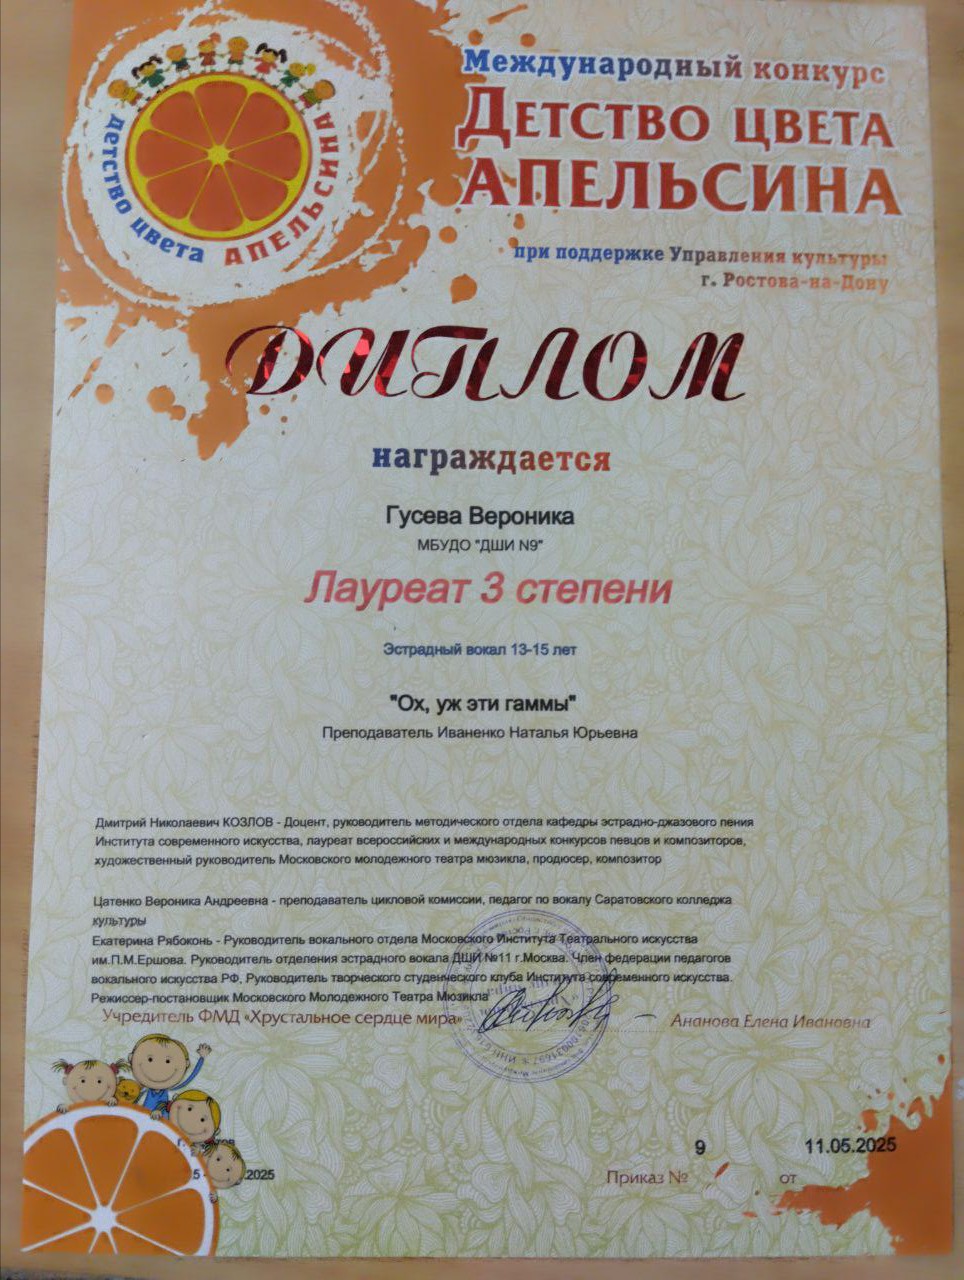 детство цвета АПЕЛЬСИНА
Международный конкурс
ДЕТСТВО ЦВЕТА
АПЕЛЬСИНА
при поддержке Управления культуры
г. Ростова-на-Дону
ДИПЛОМ
награждается
Гусева Вероника
МБУДО "ДШИ N9"
Лауреат 3 степени
Эстрадный вокал 13-15 лет
"Ох, уж эти гаммы"
Преподаватель Иваненко Наталья Юрьевна
Дмитрий Николаевич КОЗЛОВ - Доцент, руководитель методического отдела кафедры эстрадно-джазового пения
Института современного искусства, лауреат всероссийских и международных конкурсов певцов и композиторов,
художественный руководитель Московского молодежного театра мюзикла, продюсер, композитор
Цатенко Вероника Андреевна - преподаватель цикловой комиссии, педагог по вокалу Саратовского колледжа
культуры
Екатерина Рябоконь - Руководитель вокального отдела Московского Института Театрального искусства
им.П.М.Ершова. Руководитель отделения эстрадного вокала ДШИ №11 г.Москва. Член федерации педагогов
вокального искусства РФ, Руководитель творческого студенческого клуба Института современного искусства.
Режиссер-постановщик Московского Молодежного Театра Мюзикла
Учредитель ФМД «Хрустальное сердце мира» Ананова Елена Ивановна
9 11.05.2025
.2025 Приказ № от